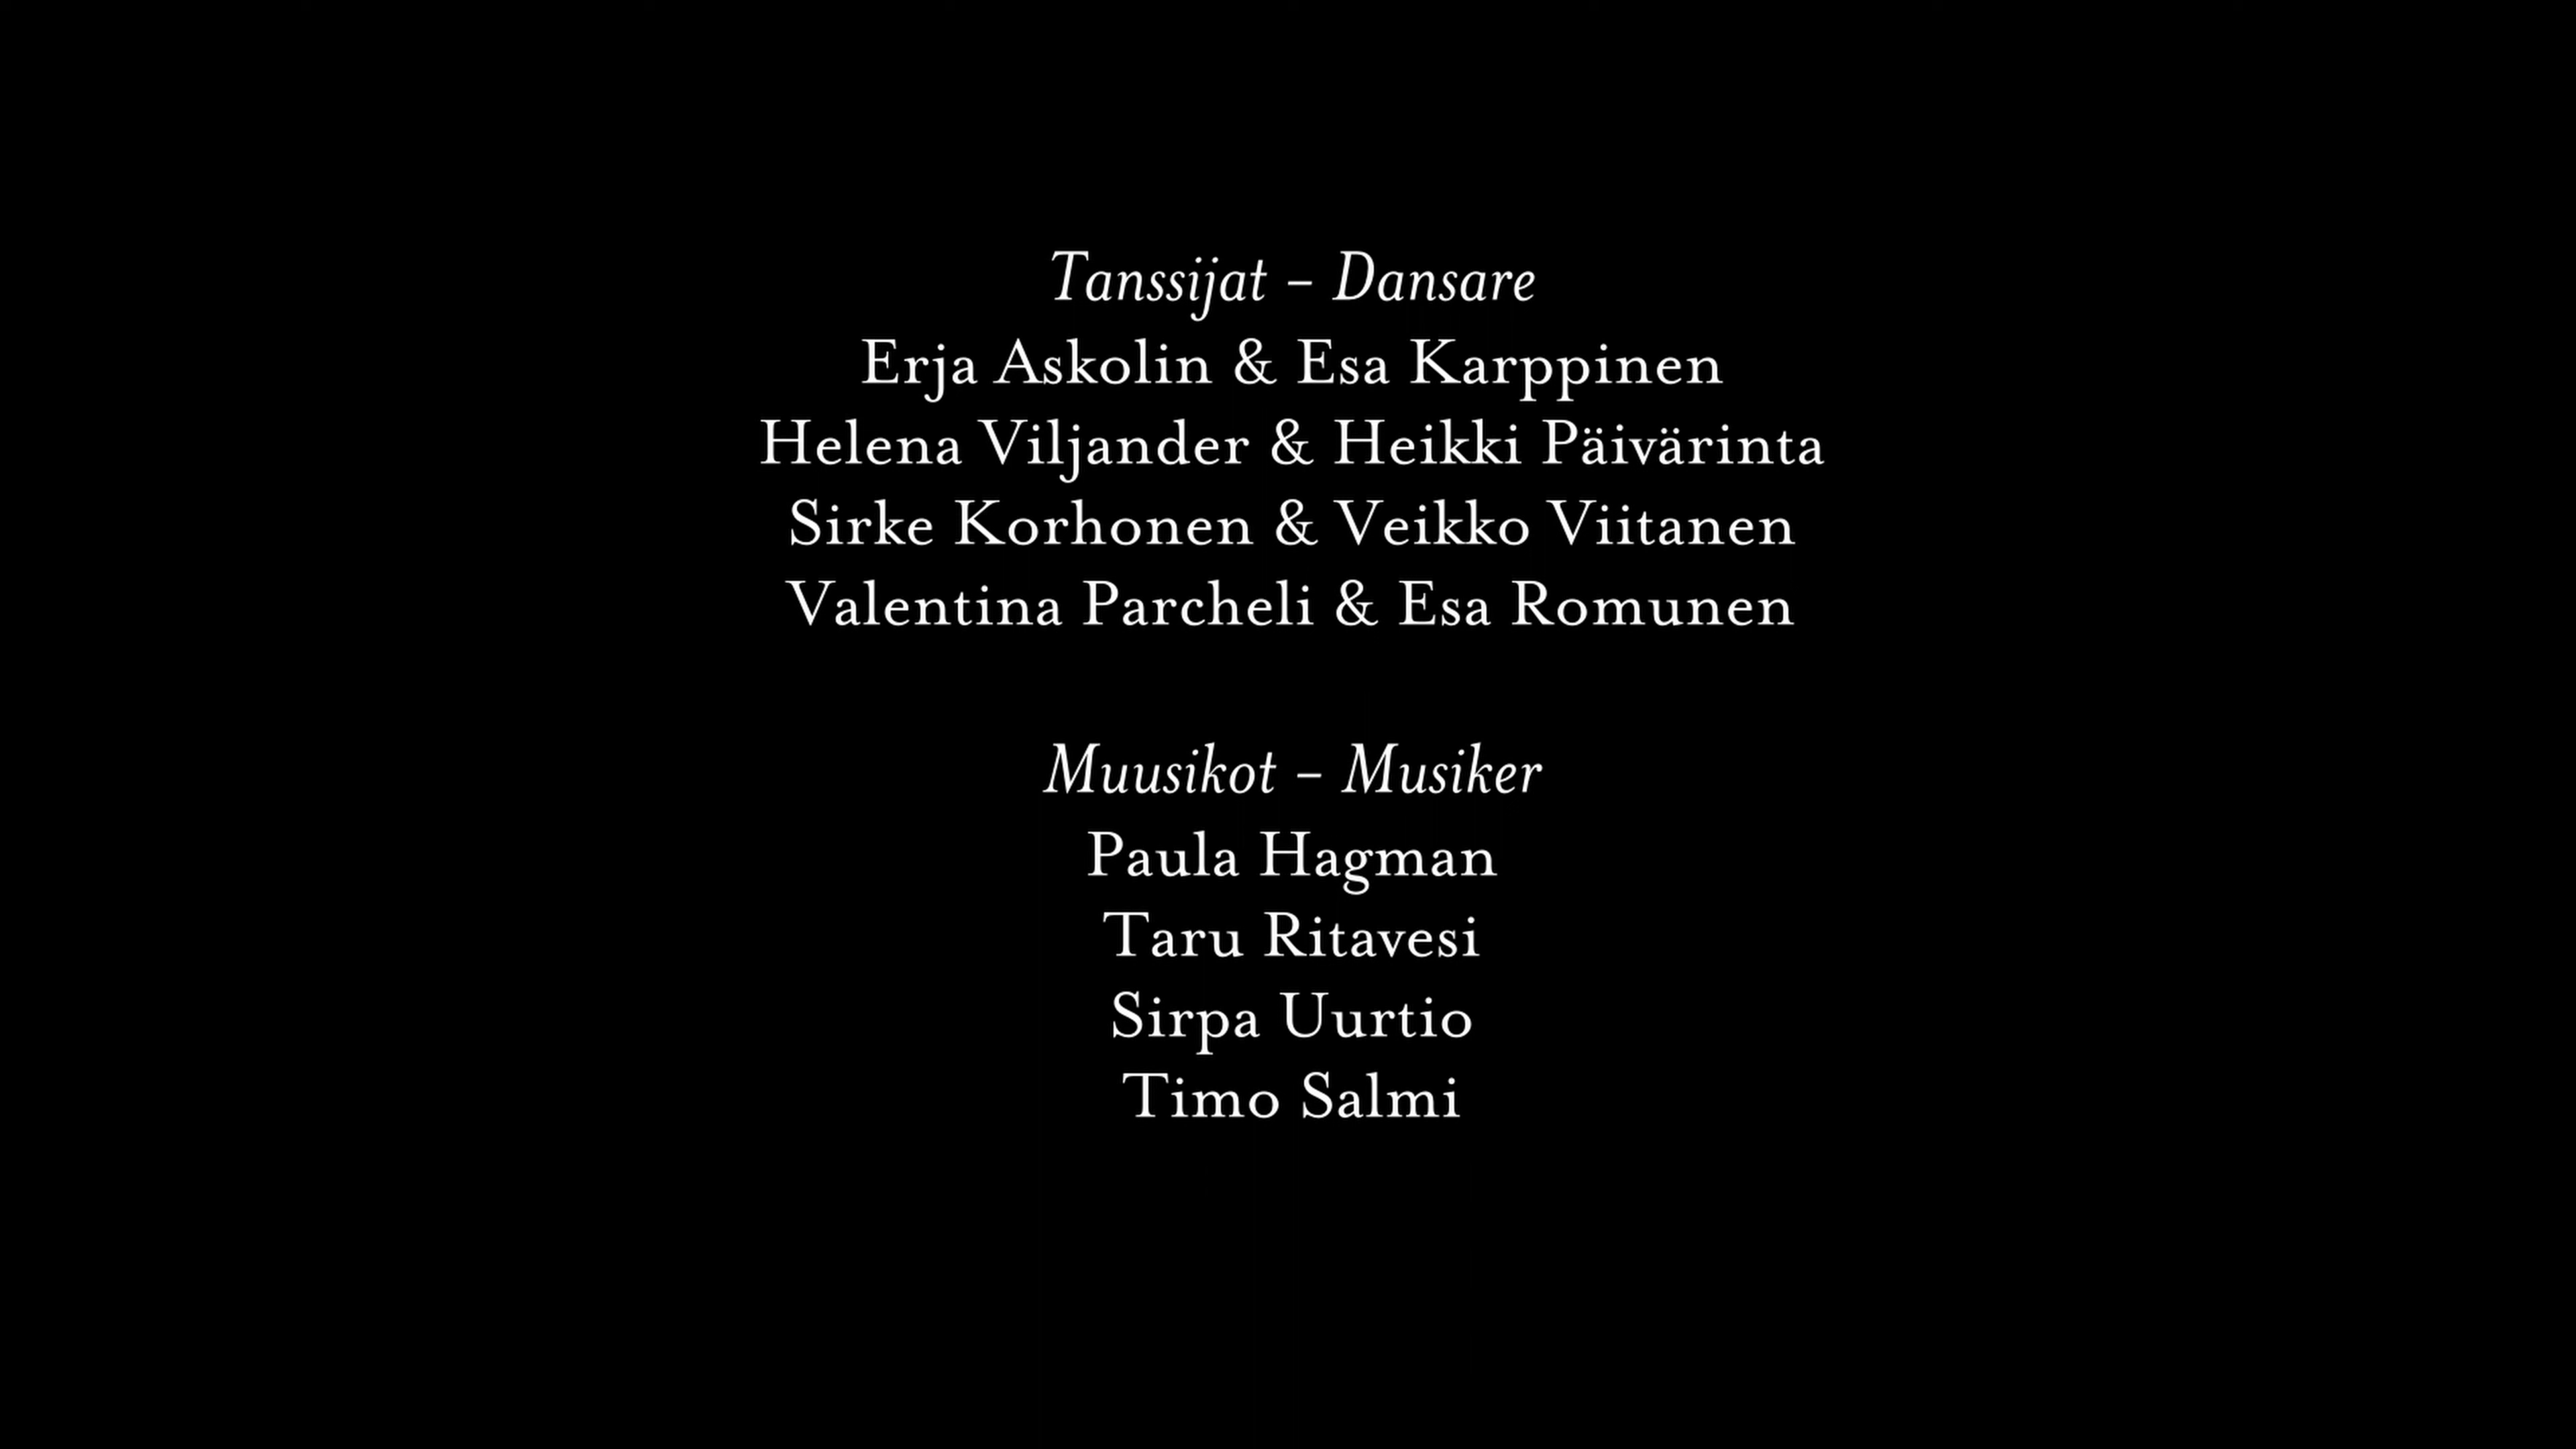 Tanssijat – Dansare
Erja Askolin & Esa Karppinen
Helena Viljander & Heikki Päivärinta
Sirke Korhonen & Veikko Viitanen
Valentina Parcheli & Esa Romunen
Muusikot – Musiker
Paula Hagman
Taru Ritavesi
Sirpa Uurtio
Timo Salmi